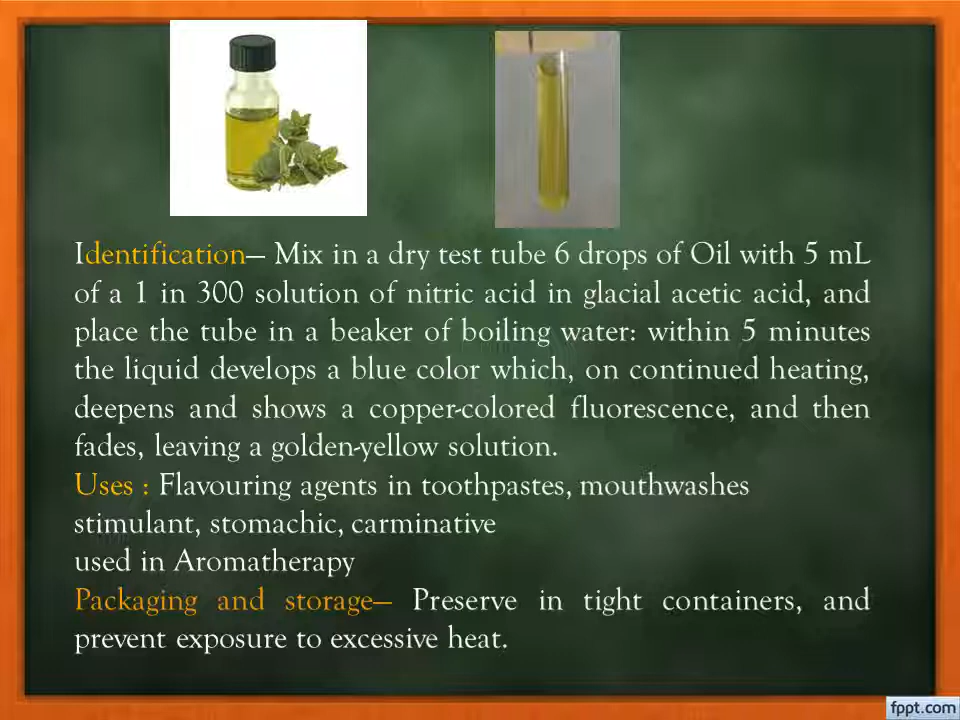 Identification– Mix in a dry test tube 6 drops of Oil with 5 mL
of a 1 in 300 solution of nitric acid in glacial acetic acid, and
place the tube in a beaker of boiling water: within 5 minutes
the liquid develops a blue color which, on continued heating,
deepens and shows a copper-colored fluorescence, and then
fades, leaving a golden-yellow solution.
Uses : Flavouring agents in toothpastes, mouthwashes
stimulant, stomachic, carminative
used in Aromatherapy
Packaging and storage– Preserve in tight containers, and
prevent exposure to excessive heat.
fppt.com